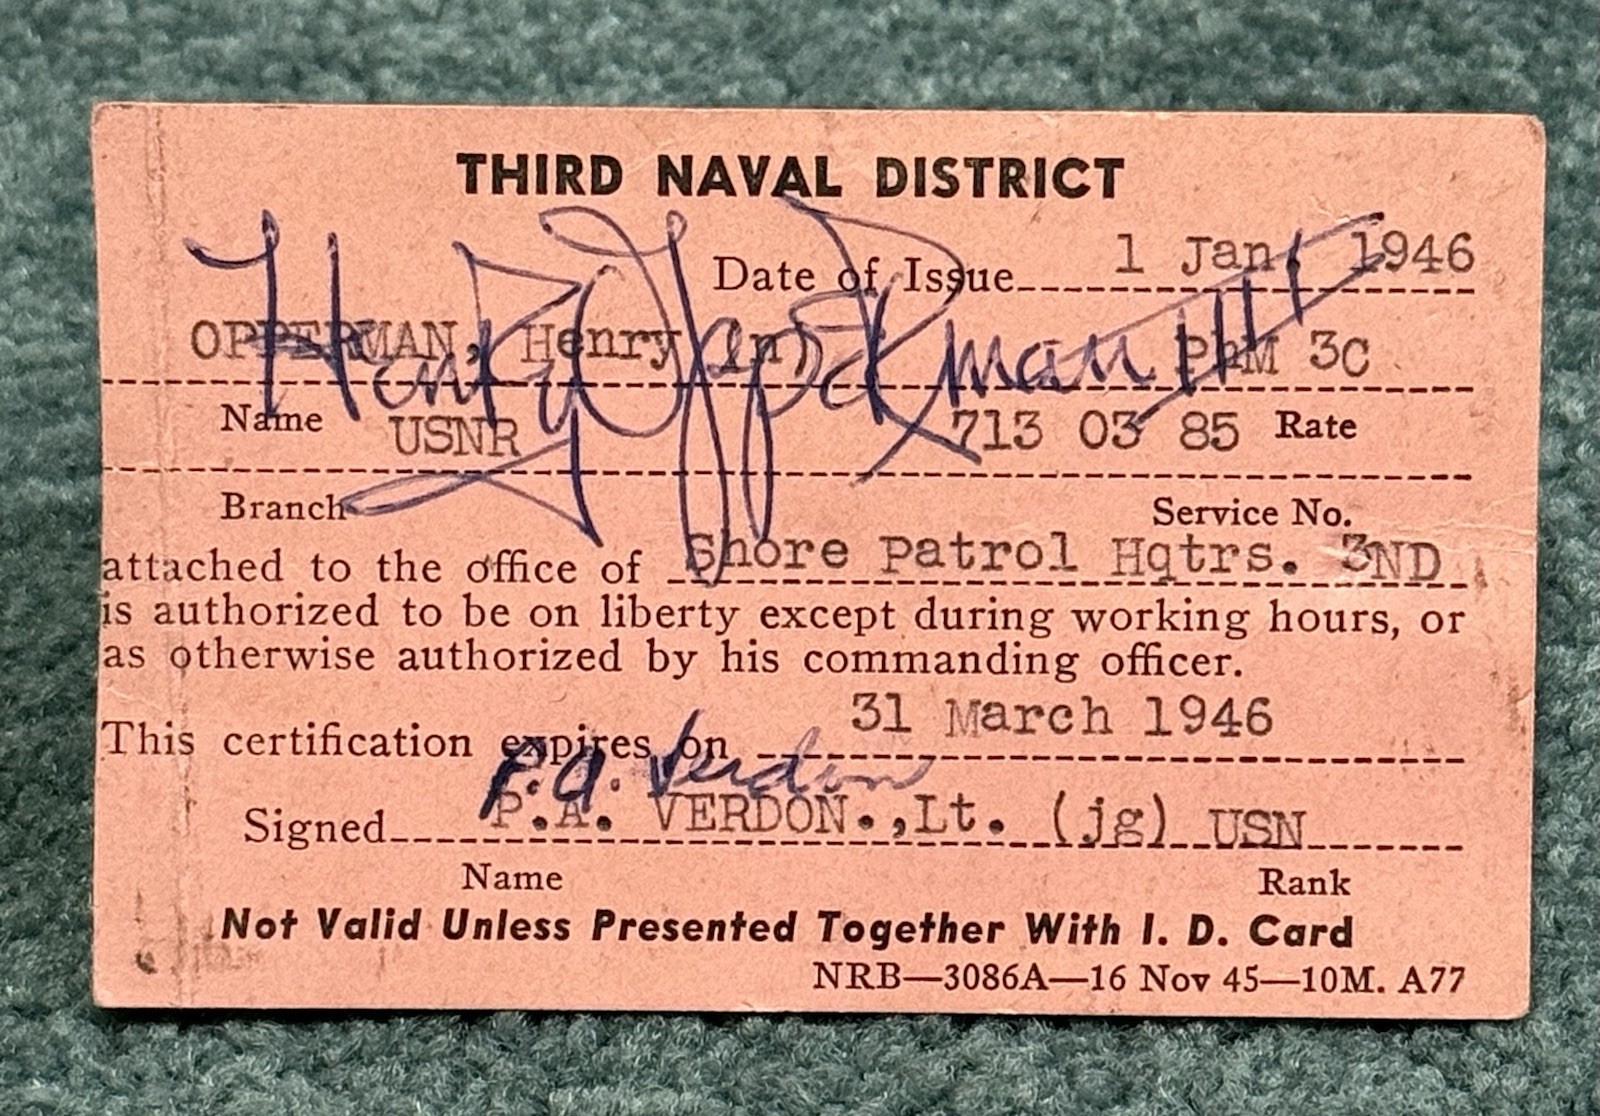 THIRD NAVAL DISTRICT
Date of Issue 1 Jan, 1946
OPPERMAN, Henry (n) PhM 3C
Henry Opperman III
Name Rate
USNR 713 03 85
Branch Service No.
attached to the office of Shore Patrol Hqtrs. 3ND
is authorized to be on liberty except during working hours, or
as otherwise authorized by his commanding officer.
This certification expires on 31 March 1946
P.A. Verdon
Signed P.A. VERDON.,Lt. (jg) USN
Name Rank
Not Valid Unless Presented Together With I. D. Card
NRB—3086A—16 Nov 45—10M. A77